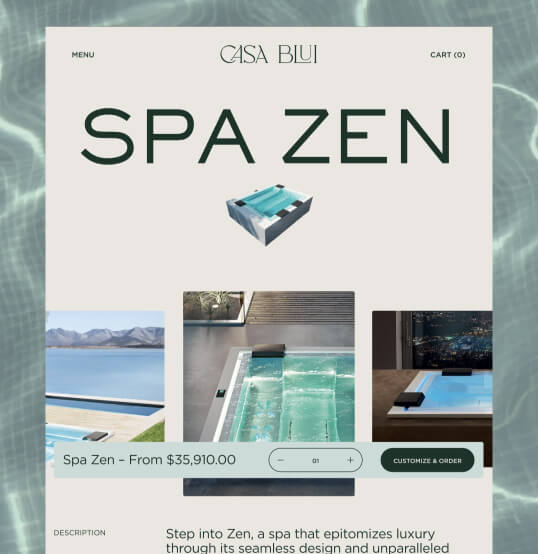 MENU
CASA BLUI
CART (0)
SPA ZEN
Spa Zen – From $35,910.00
− 01 +
CUSTOMIZE & ORDER
DESCRIPTION
Step into Zen, a spa that epitomizes luxury
through its seamless design and unparalleled